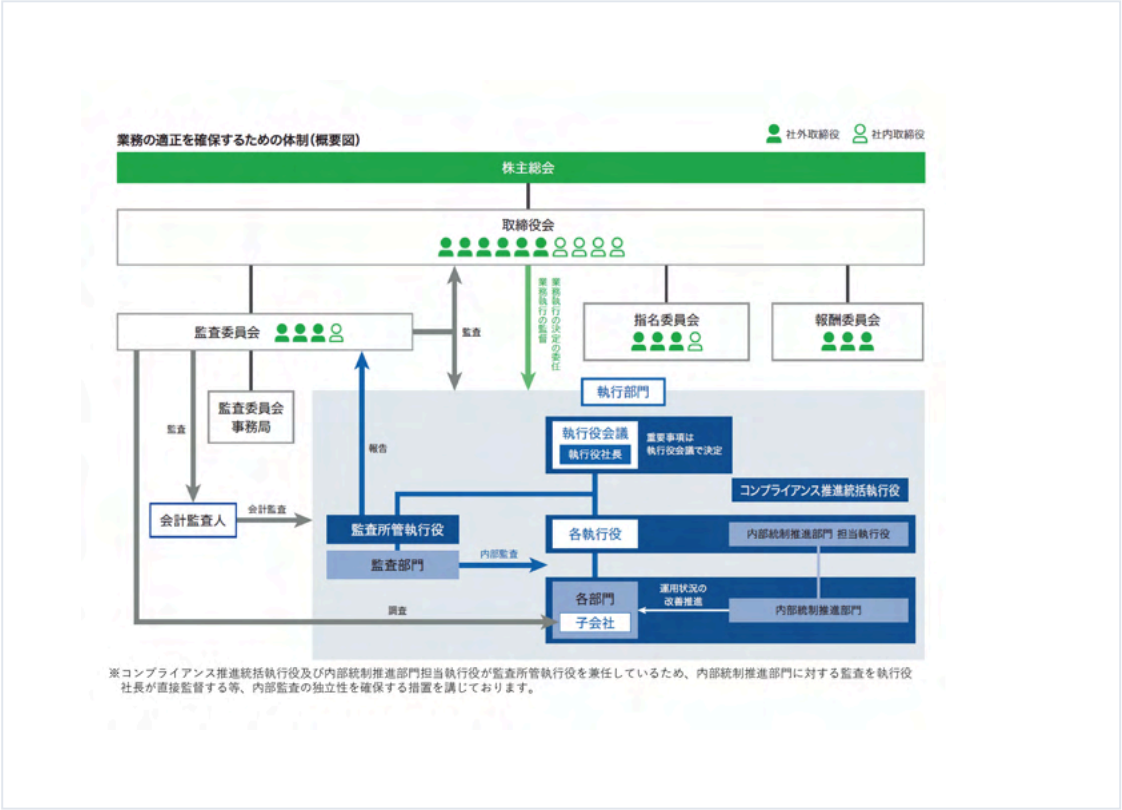 業務の適正を確保するための体制(概要図)
社外取締役
社内取締役
株主総会
取締役会
監査
業務執行の決定の委任
業務執行の監督
監査委員会
指名委員会
報酬委員会
監査委員会
事務局
監査
報告
執行部門
執行役会議
執行役社長
重要事項は
執行役会議で決定
コンプライアンス推進統括執行役
会計監査人
会計監査
監査所管執行役
監査部門
内部監査
各執行役
内部統制推進部門 担当執行役
各部門
子会社
運用状況の
改善推進
内部統制推進部門
調査
※コンプライアンス推進統括執行役及び内部統制推進部門担当執行役が監査所管執行役を兼任しているため、内部統制推進部門に対する監査を執行役
社長が直接監督する等、内部監査の独立性を確保する措置を講じております。